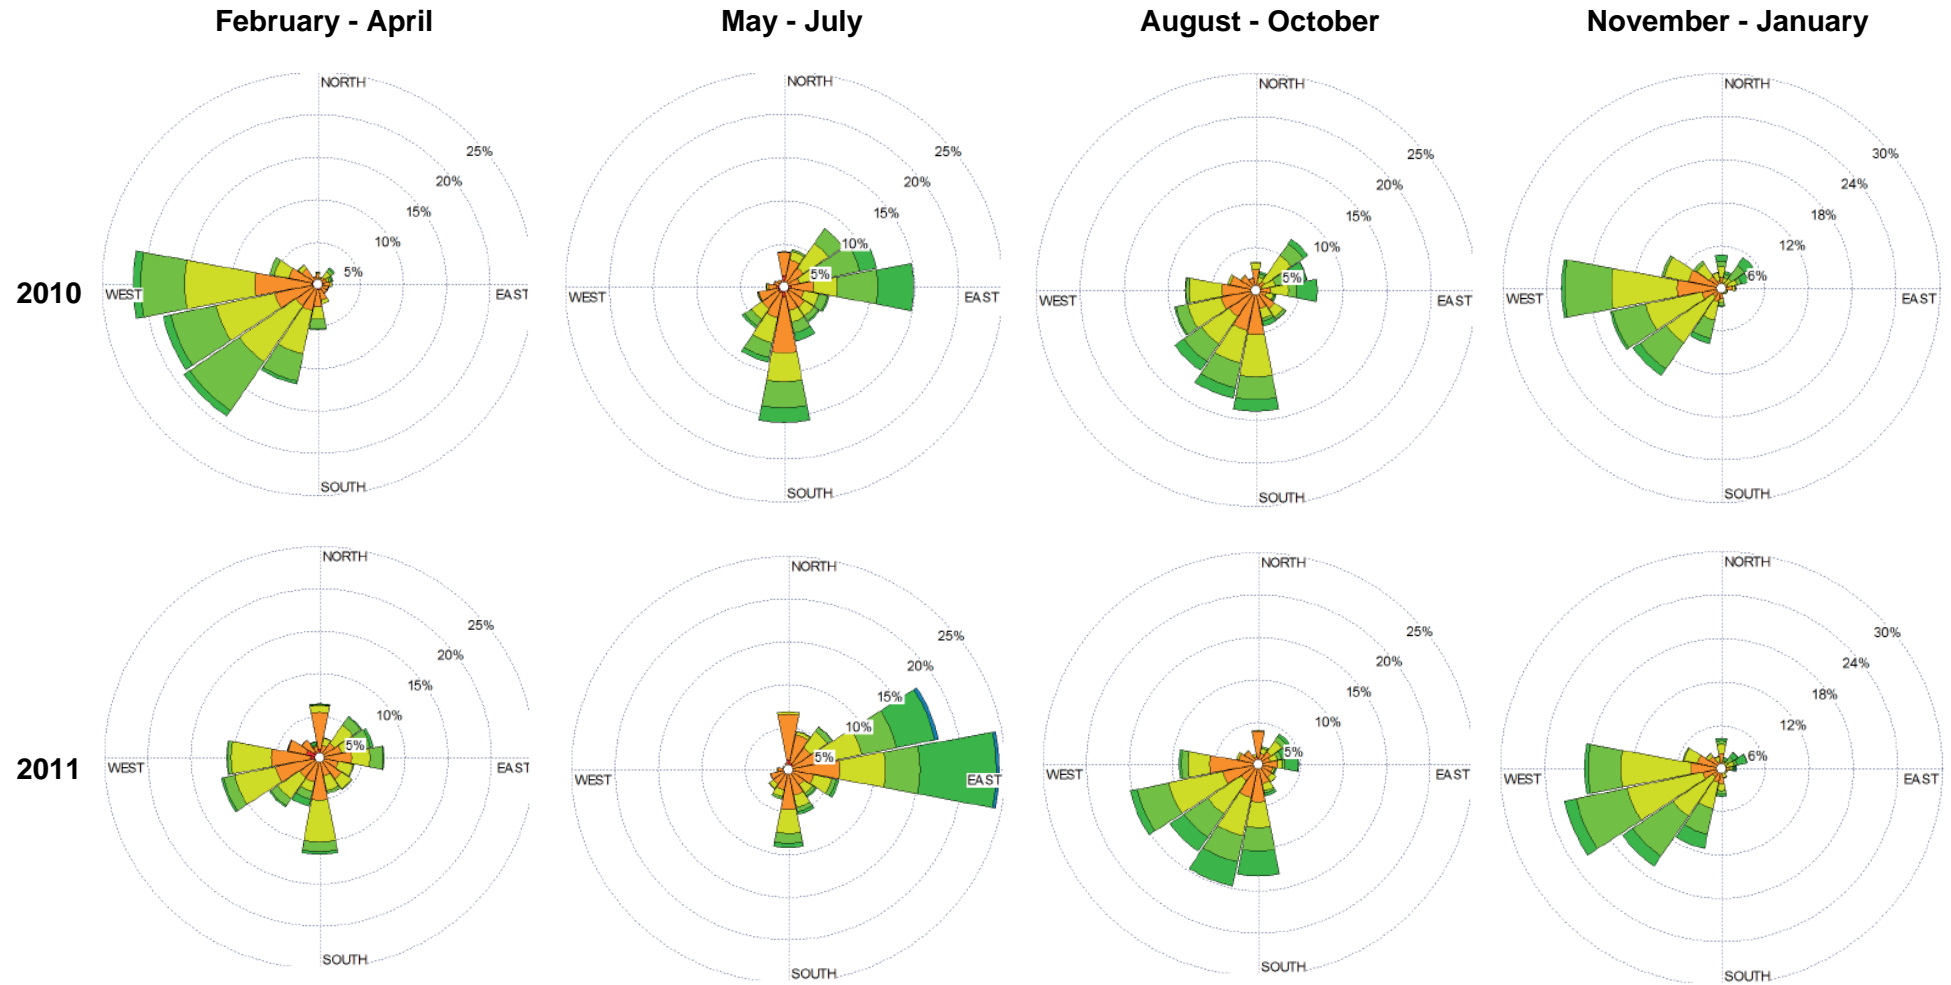 February - April
May - July
August - October
November - January
2010
NORTH
25%
20%
15%
10%
5%
WEST
EAST
SOUTH
NORTH
25%
20%
15%
10%
5%
WEST
EAST
SOUTH
NORTH
25%
20%
15%
10%
5%
WEST
EAST
SOUTH
NORTH
30%
24%
18%
12%
6%
WEST
EAST
SOUTH
2011
NORTH
25%
20%
15%
10%
5%
WEST
EAST
SOUTH
NORTH
25%
20%
15%
10%
5%
WEST
EAST
SOUTH
NORTH
25%
20%
15%
10%
5%
WEST
EAST
SOUTH
NORTH
30%
24%
18%
12%
6%
WEST
EAST
SOUTH